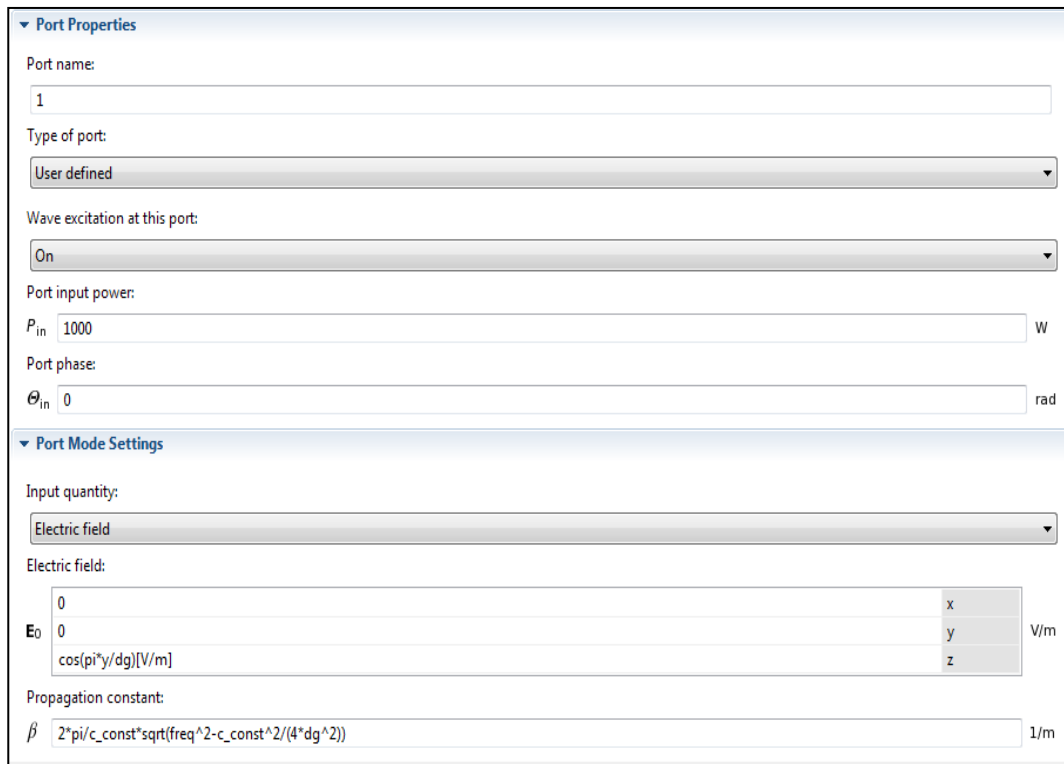 Port Properties
Port name:
1
Type of port:
User defined
Wave excitation at this port:
On
Port input power:
Pin 1000 W
Port phase:
Θin 0 rad
Port Mode Settings
Input quantity:
Electric field
Electric field:
0 x
E0 0 y V/m
cos(pi*y/dg)[V/m] z
Propagation constant:
β 2*pi/c_const*sqrt(freq^2-c_const^2/(4*dg^2)) 1/m